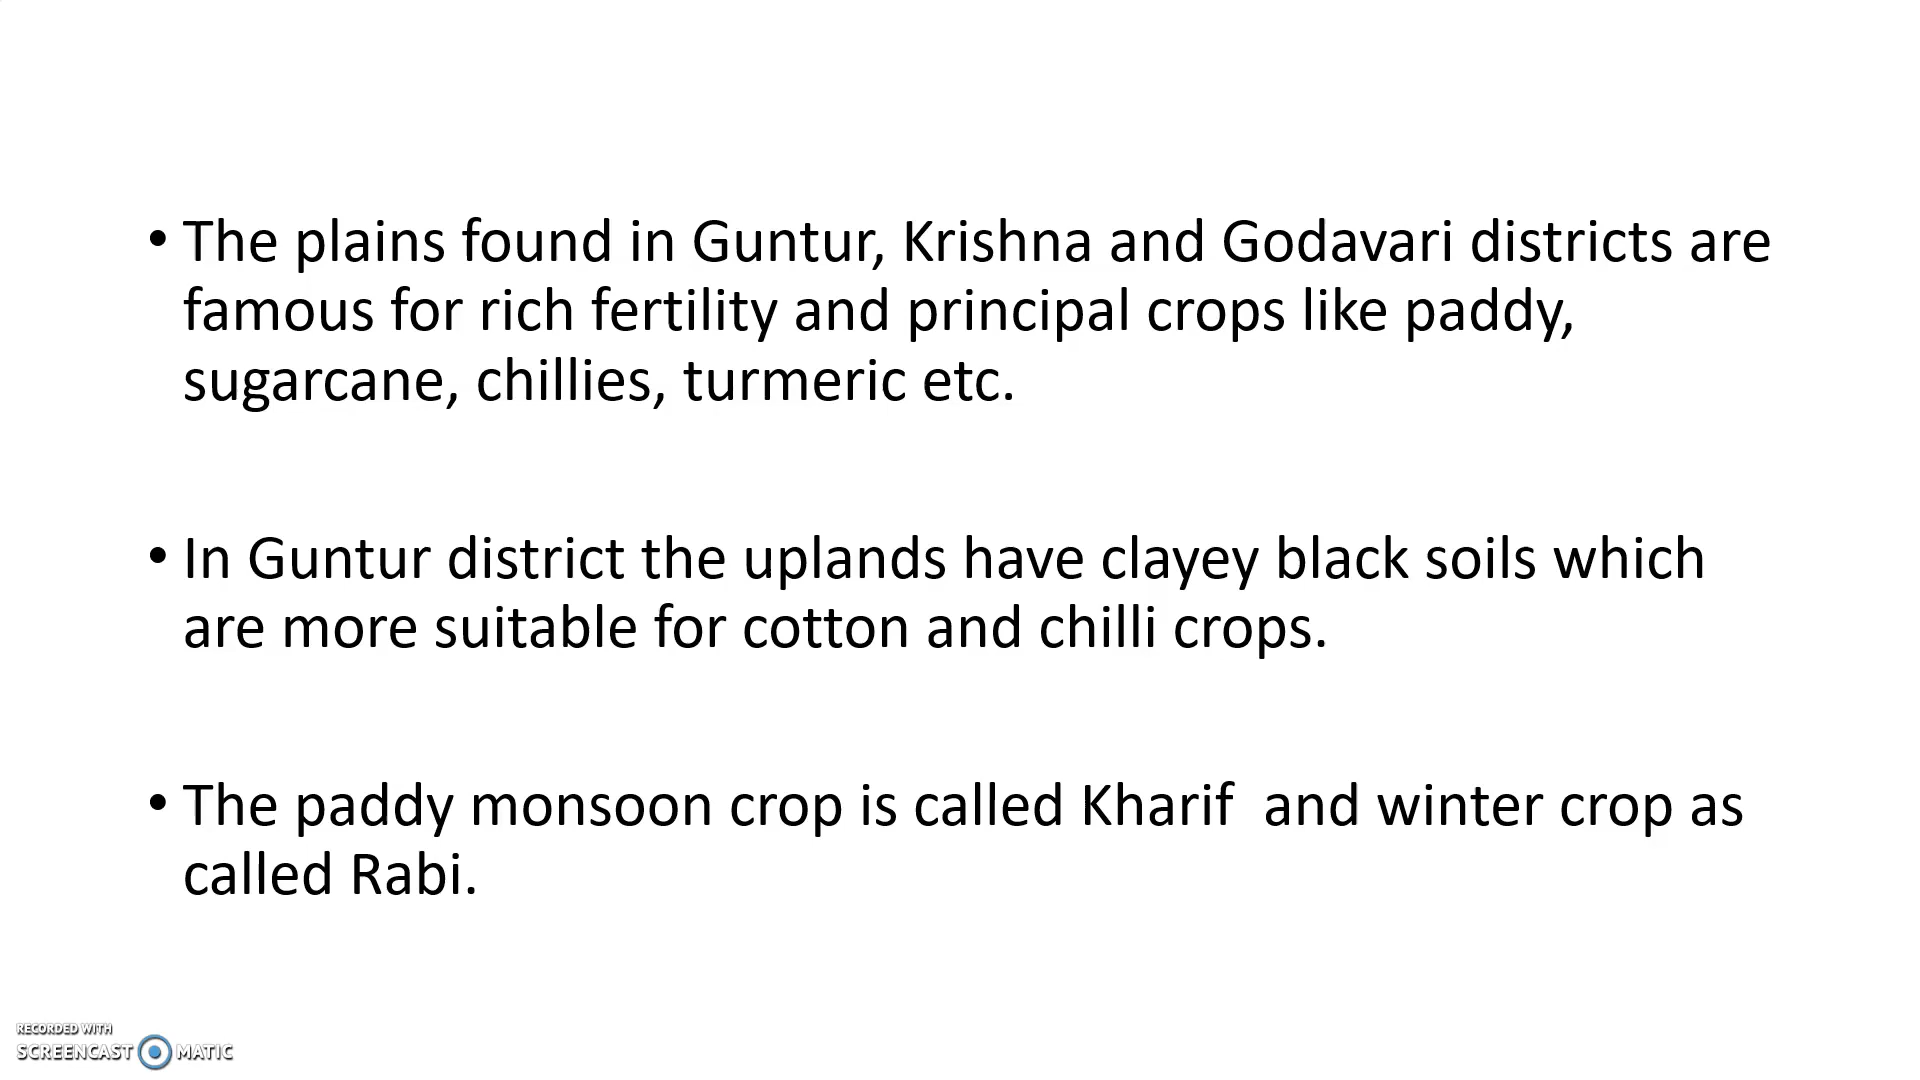 • The plains found in Guntur, Krishna and Godavari districts are
famous for rich fertility and principal crops like paddy,
sugarcane, chillies, turmeric etc.
• In Guntur district the uplands have clayey black soils which
are more suitable for cotton and chilli crops.
• The paddy monsoon crop is called Kharif  and winter crop as
called Rabi.
RECORDED WITH
SCREENCAST MATIC